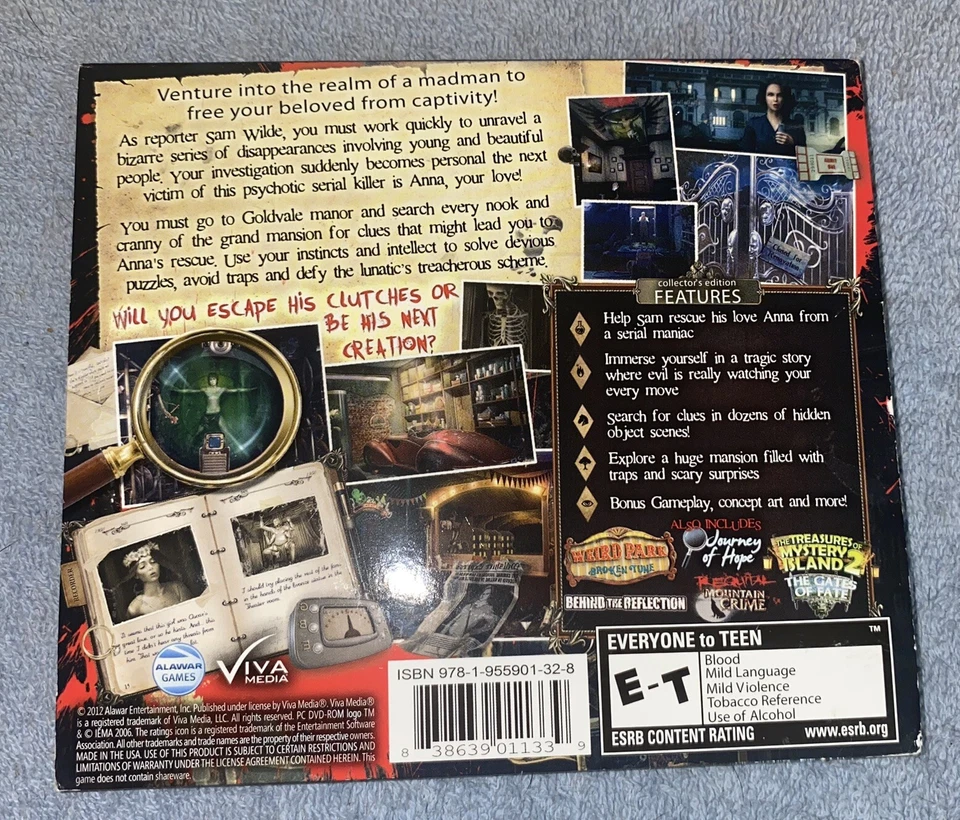 Venture into the realm of a madman to
free your beloved from captivity!
As reporter Sam Wilde, you must work quickly to unravel a
bizarre series of disappearances involving young and beautiful
people. Your investigation suddenly becomes personal the next
victim of this psychotic serial killer is Anna, your love!
You must go to Goldvale manor and search every nook and
cranny of the grand mansion for clues that might lead you to
Anna's rescue. Use your instincts and intellect to solve devious
puzzles, avoid traps and defy the lunatic's treacherous scheme.
WILL YOU ESCAPE HIS CLUTCHES OR
BE HIS NEXT
CREATION?
collector's edition
FEATURES
Help Sam rescue his love Anna from
a serial maniac
Immerse yourself in a tragic story
where evil is really watching your
every move
Search for clues in dozens of hidden
object scenes!
Explore a huge mansion filled with
traps and scary surprises
Bonus Gameplay, concept art and more!
ALSO INCLUDES
WEIRD PARK
BROKEN TUNE
Journey
of Hope
THE TREASURES OF
MYSTERY
ISLAND 2
THE GATES
OF FATE
BEHIND THE REFLECTION
REQUITAL
MOUNTAIN
CRIME
RECORDER
ALAWAR
GAMES
VIVA
MEDIA
© 2012 Alawar Entertainment, Inc. Published under license by Viva Media®. Viva Media®
is a registered trademark of Viva Media, LLC. All rights reserved. PC DVD-ROM logo TM
& © IEMA 2006. The ratings icon is a registered trademark of the Entertainment Software
Association. All other trademarks and trade names are the property of their respective owners.
MADE IN THE USA. USE OF THIS PRODUCT IS SUBJECT TO CERTAIN RESTRICTIONS AND
LIMITATIONS OF WARRANTY UNDER THE LICENSE AGREEMENT CONTAINED HEREIN. This
game does not contain shareware.
ISBN 978-1-955901-32-8
8 38639 01133 9
EVERYONE to TEEN ™
E-T
Blood
Mild Language
Mild Violence
Tobacco Reference
Use of Alcohol
ESRB CONTENT RATING www.esrb.org